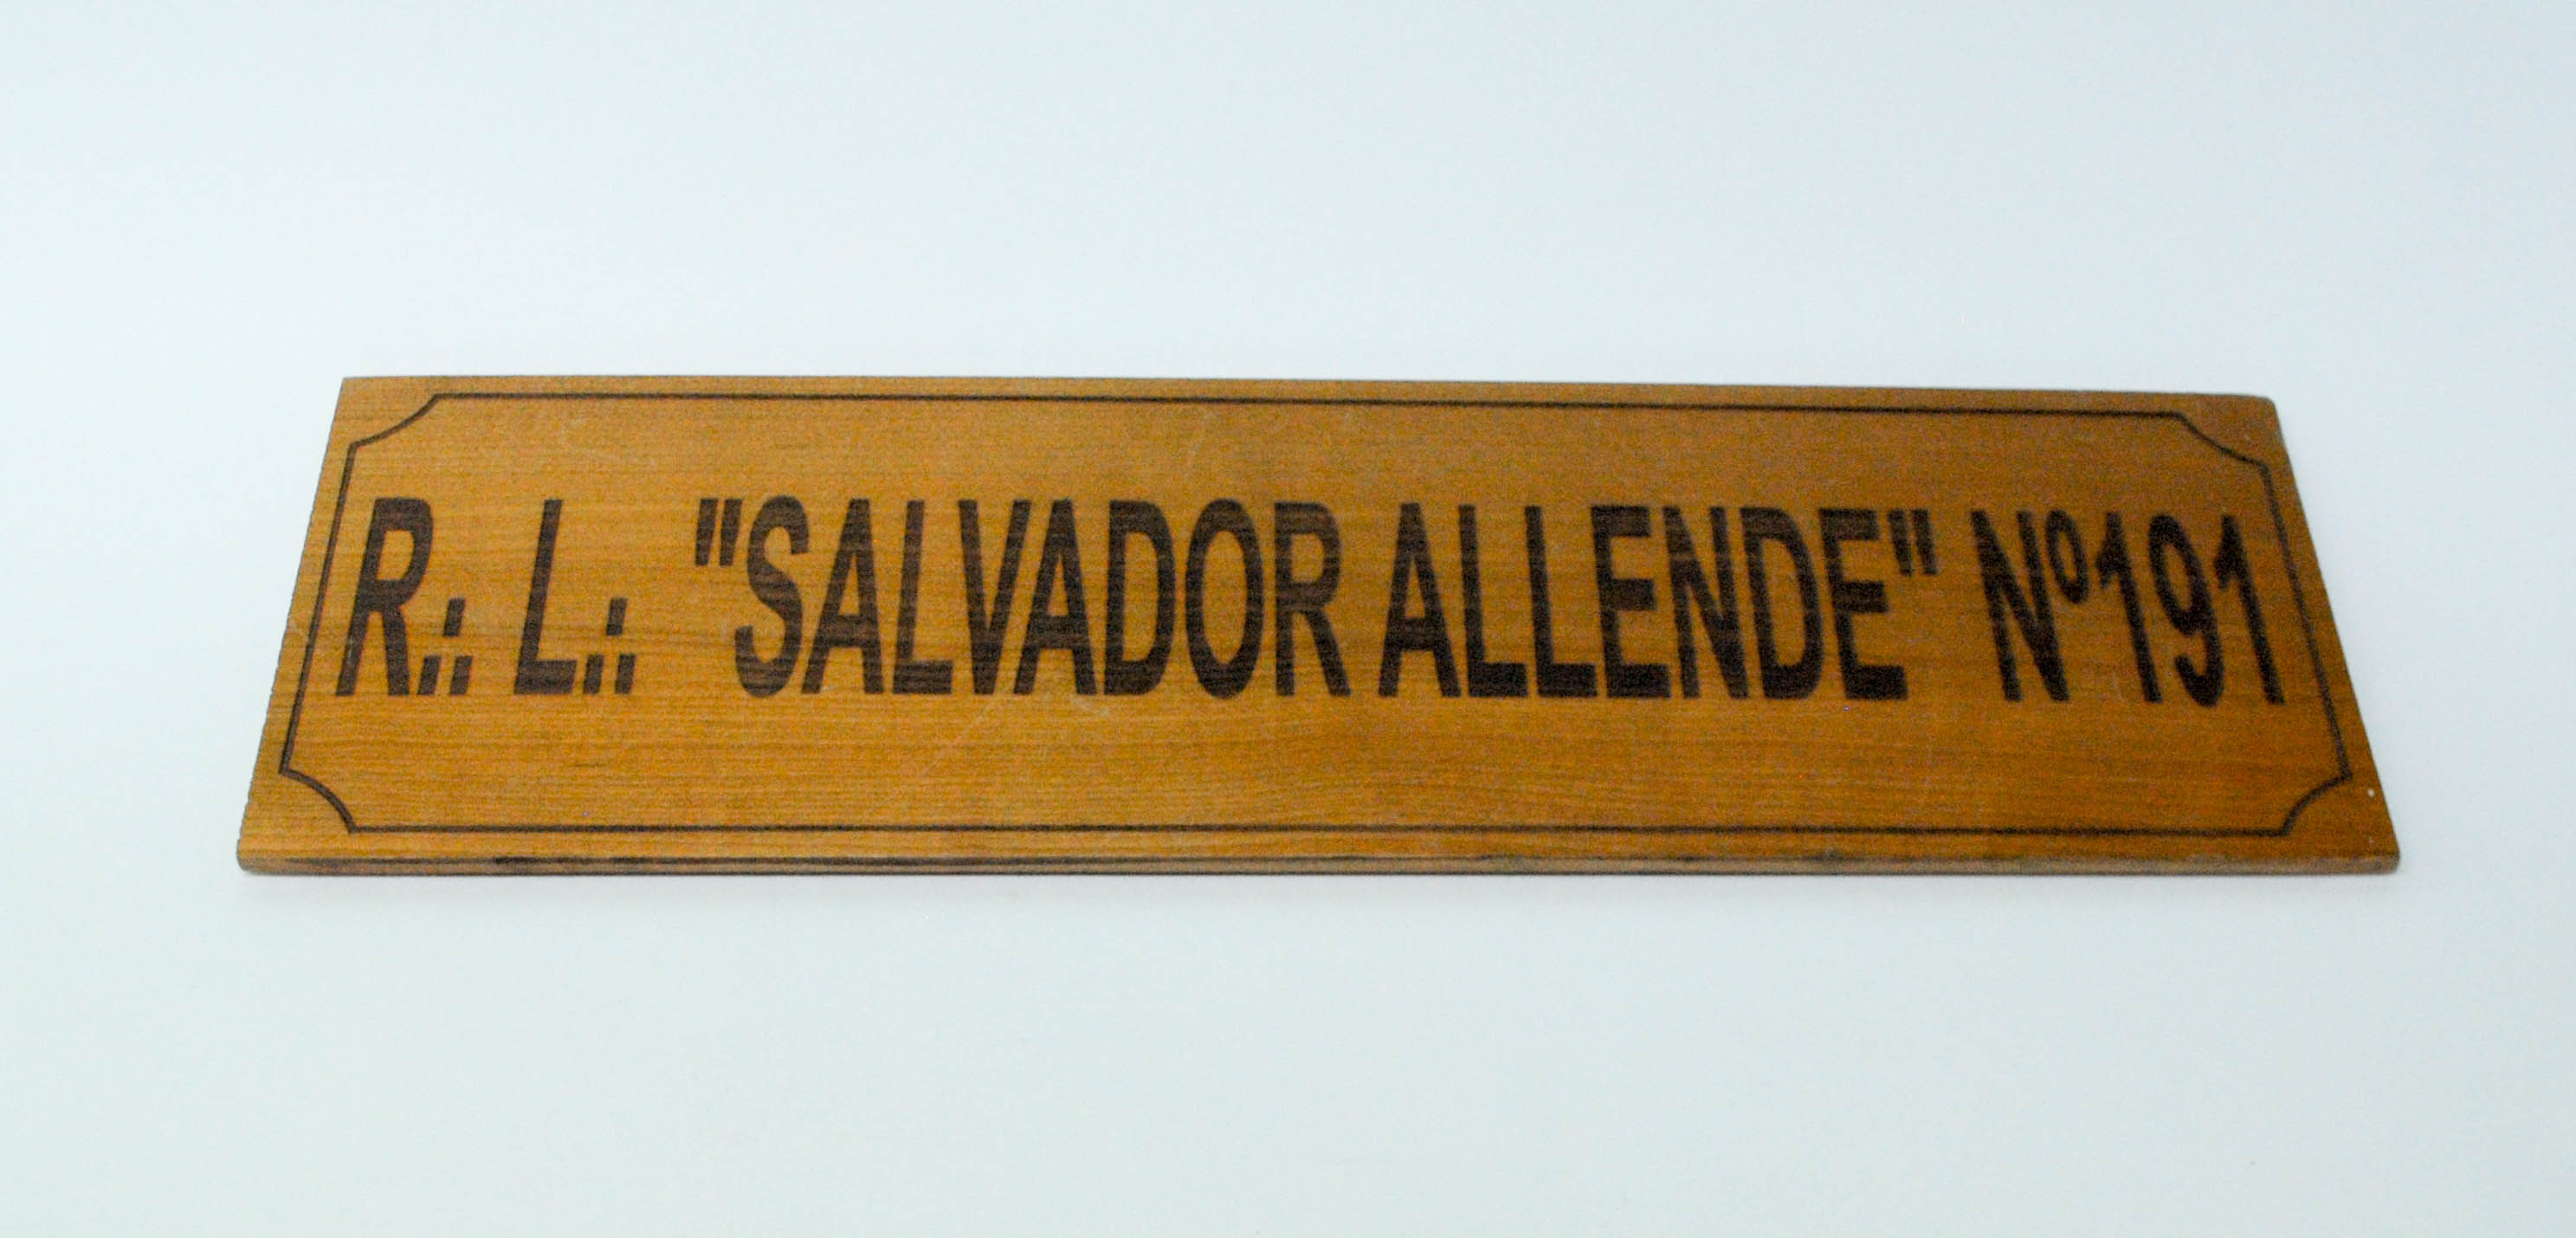 R∴ L∴ "SALVADOR ALLENDE" Nº191